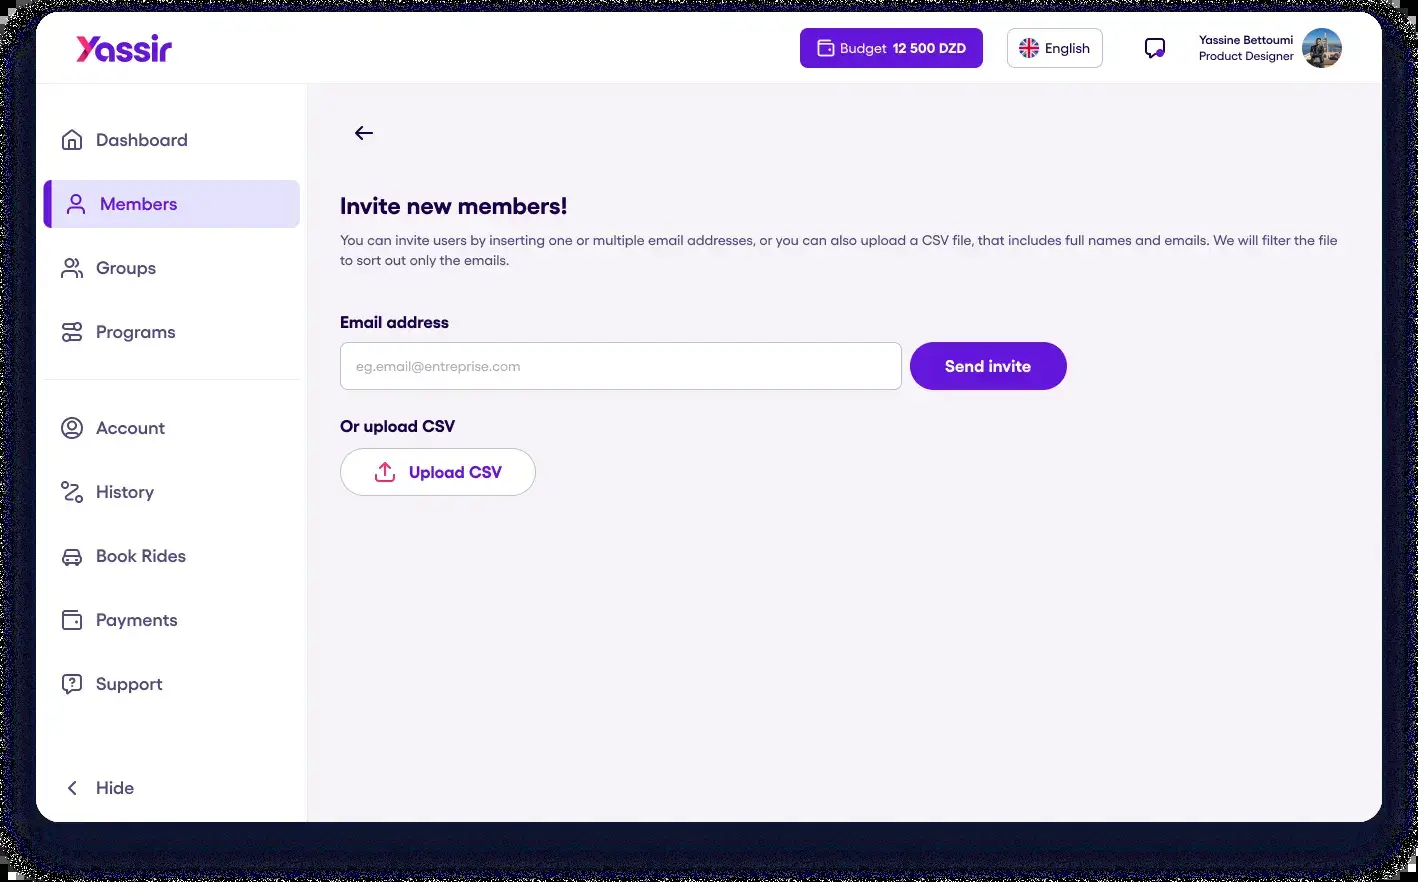 Yassir
Budget 12 500 DZD
English
Yassine Bettoumi
Product Designer
Dashboard
Members
Groups
Programs
Account
History
Book Rides
Payments
Support
Hide
Invite new members!
You can invite users by inserting one or multiple email addresses, or you can also upload a CSV file, that includes full names and emails. We will filter the file
to sort out only the emails.
Email address
eg.email@entreprise.com
Send invite
Or upload CSV
Upload CSV